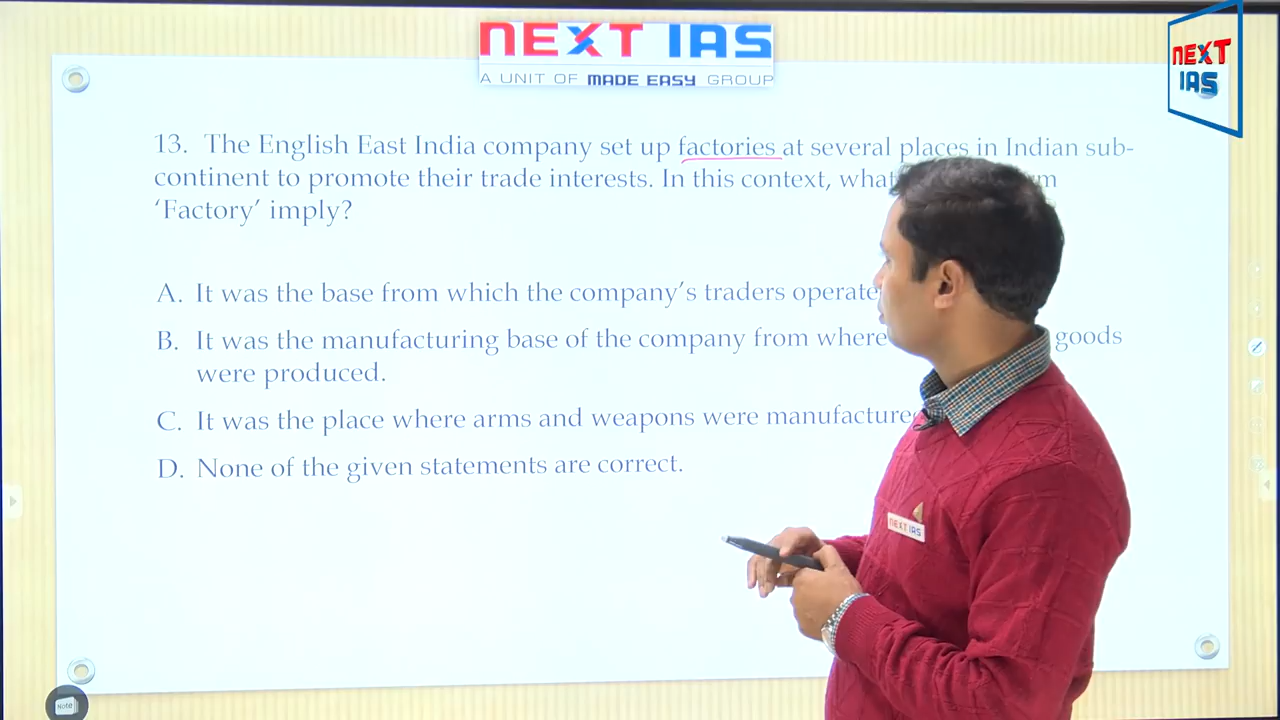 NEXT IAS
A UNIT OF MADE EASY GROUP
NEXT
IAS
13. The English East India company set up factories at several places in Indian sub-
continent to promote their trade interests. In this context, what
'Factory' imply?
A. It was the base from which the company's traders operate
B. It was the manufacturing base of the company from where goods
were produced.
C. It was the place where arms and weapons were manufacture
D. None of the given statements are correct.
NEXT IAS
Note